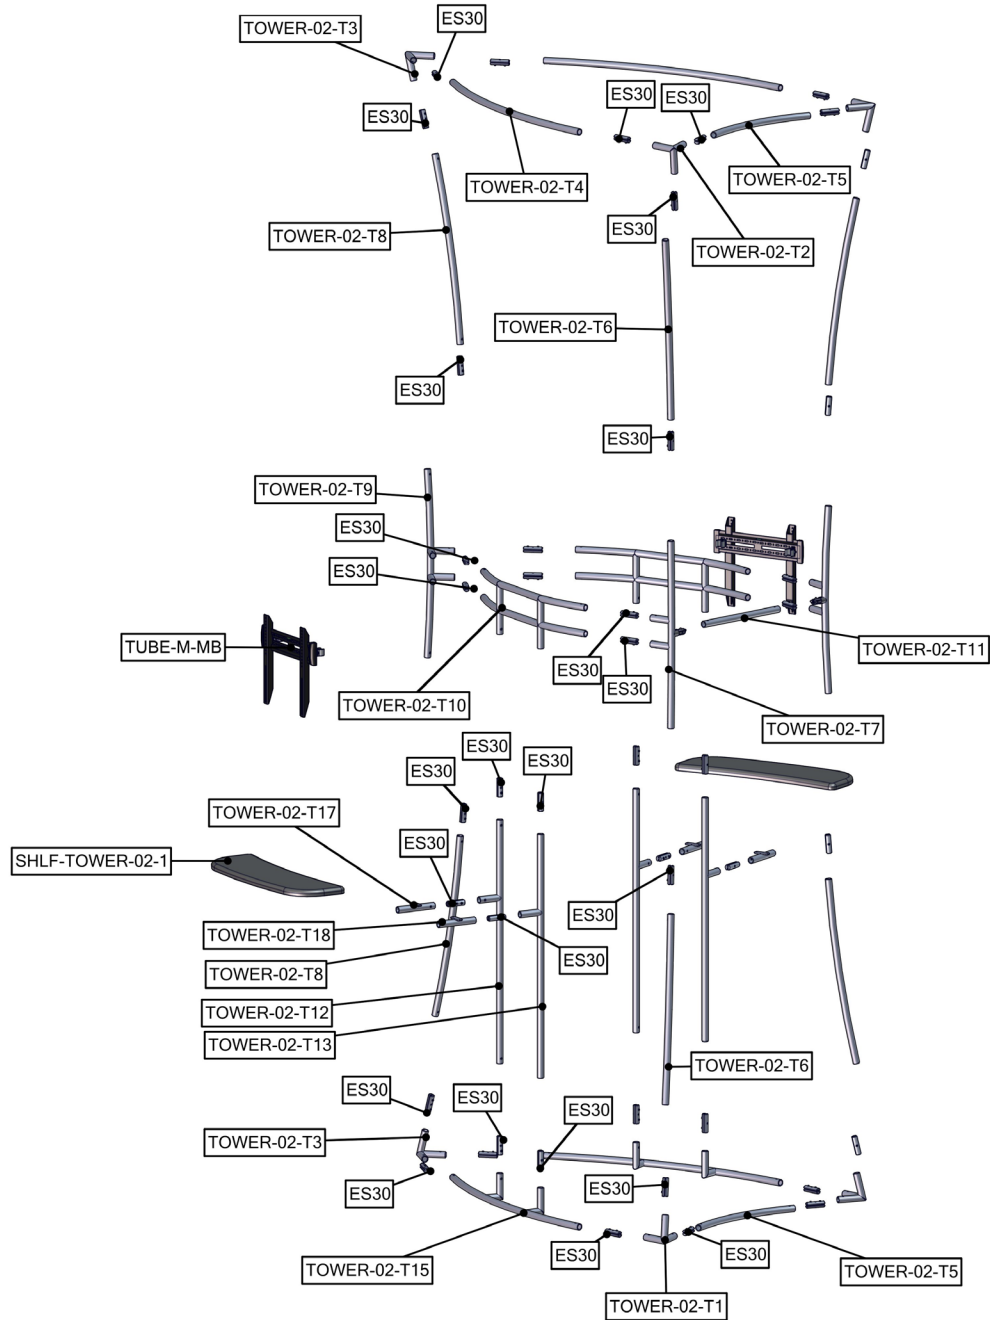 ES30
TOWER-02-T3
ES30
ES30
ES30
TOWER-02-T4
TOWER-02-T5
ES30
TOWER-02-T8
TOWER-02-T2
TOWER-02-T6
ES30
ES30
TOWER-02-T9
ES30
ES30
TUBE-M-MB
TOWER-02-T11
ES30
ES30
TOWER-02-T10
TOWER-02-T7
ES30
ES30
ES30
TOWER-02-T17
ES30
SHLF-TOWER-02-1
ES30
TOWER-02-T18
ES30
TOWER-02-T8
TOWER-02-T12
TOWER-02-T13
TOWER-02-T6
ES30
ES30
ES30
TOWER-02-T3
ES30
ES30
ES30
ES30
TOWER-02-T15
TOWER-02-T5
TOWER-02-T1